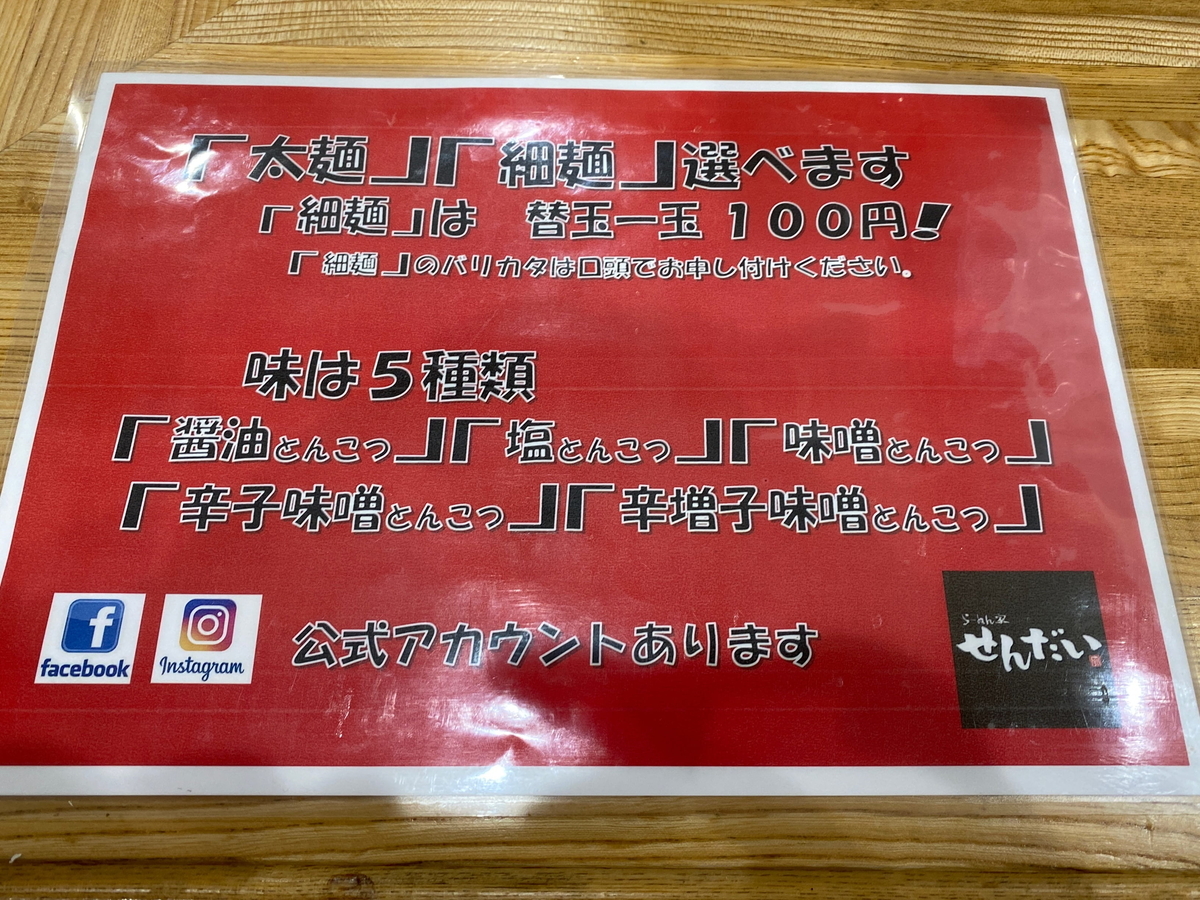 「太麺」「細麺」選べます
「細麺」は　替玉一玉１００円！
「細麺」のバリカタは口頭でお申し付けください。
味は５種類
「醤油とんこつ」「塩とんこつ」「味噌とんこつ」
「辛子味噌とんこつ」「辛増子味噌とんこつ」
公式アカウントあります
facebook
Instagram
らーめん家
せんだい